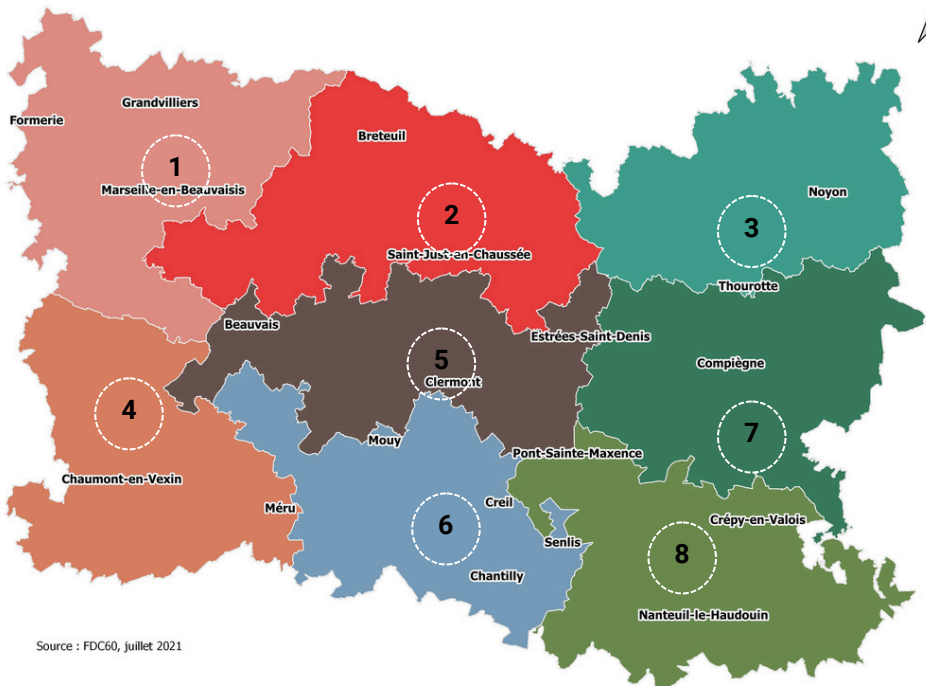 Grandvilliers
Formerie
Breteuil
1
Marseille-en-Beauvaisis
Noyon
2
3
Saint-Just-en-Chaussée
Thourotte
Beauvais
Estrées-Saint-Denis
5
Compiègne
Clermont
4
7
Mouy
Pont-Sainte-Maxence
Chaumont-en-Vexin
Creil
Méru
6
Crépy-en-Valois
Senlis
8
Chantilly
Nanteuil-le-Haudouin
Source : FDC60, juillet 2021